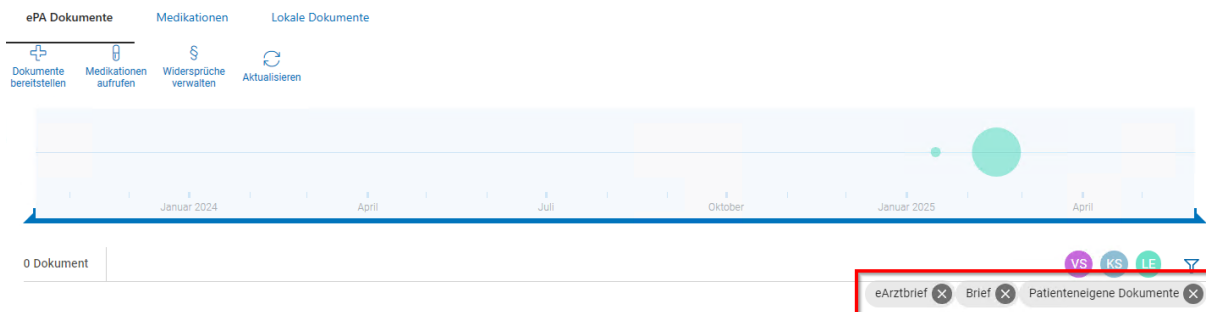 ePA Dokumente Medikationen Lokale Dokumente
Dokumente bereitstellen
Medikationen aufrufen
§
Widersprüche verwalten
Aktualisieren
Januar 2024 April Juli Oktober Januar 2025 April
0 Dokument
VS KS LE
eArztbrief Brief Patienteneigene Dokumente